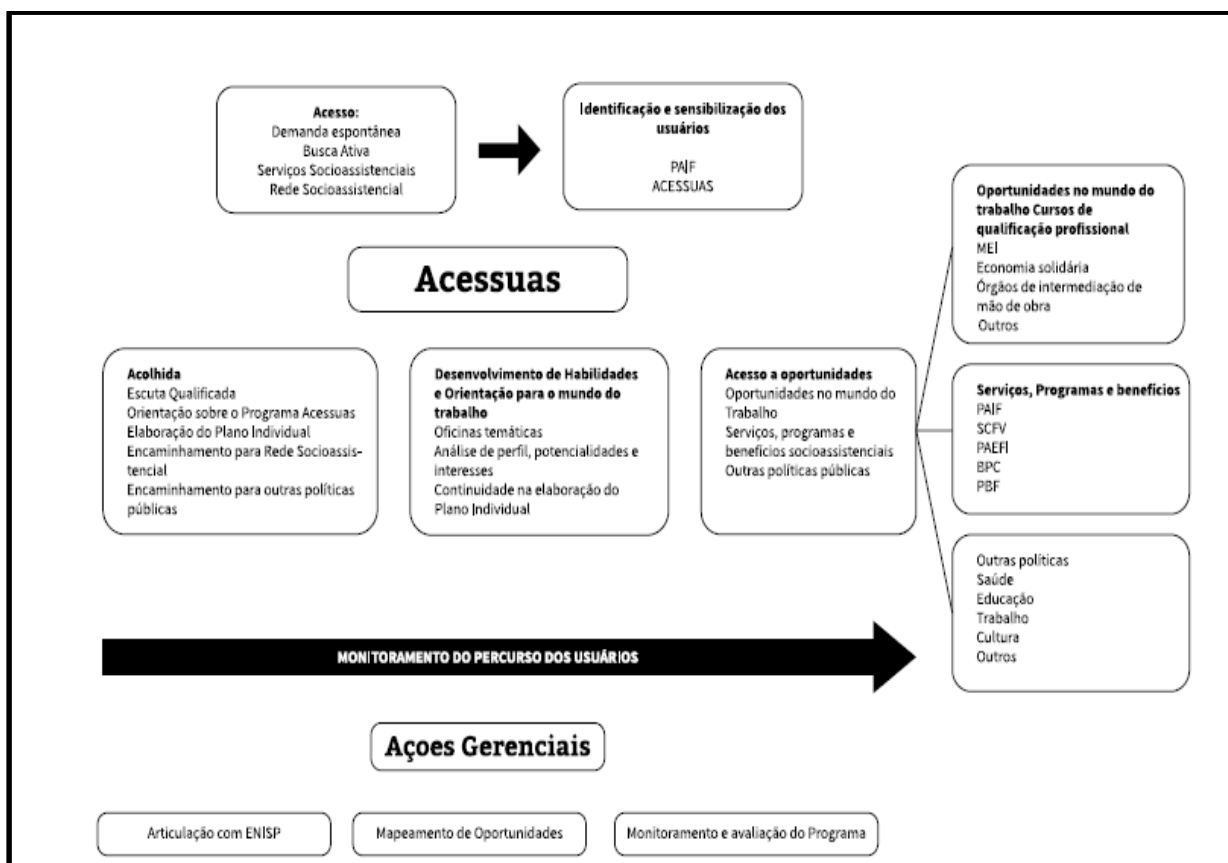 Acesso:
Demanda espontânea
Busca Ativa
Serviços Socioassistenciais
Rede Socioassistencial
Identificação e sensibilização dos
usuários
PAIF
ACESSUAS
Acessuas
Acolhida
Escuta Qualificada
Orientação sobre o Programa Acessuas
Elaboração do Plano Individual
Encaminhamento para Rede Socioassis-
tencial
Encaminhamento para outras políticas
públicas
Desenvolvimento de Habilidades
e Orientação para o mundo do
trabalho
Oficinas temáticas
Análise de perfil, potencialidades e
interesses
Continuidade na elaboração do
Plano Individual
Acesso a oportunidades
Oportunidades no mundo do
Trabalho
Serviços, programas e
benefícios socioassistenciais
Outras políticas públicas
Oportunidades no mundo do
trabalho Cursos de
qualificação profissional
MEI
Economia solidária
Órgãos de intermediação de
mão de obra
Outros
Serviços, Programas e benefícios
PAIF
SCFV
PAEFI
BPC
PBF
Outras políticas
Saúde
Educação
Trabalho
Cultura
Outros
MONITORAMENTO DO PERCURSO DOS USUÁRIOS
Açoes Gerenciais
Articulação com ENISP
Mapeamento de Oportunidades
Monitoramento e avaliação do Programa